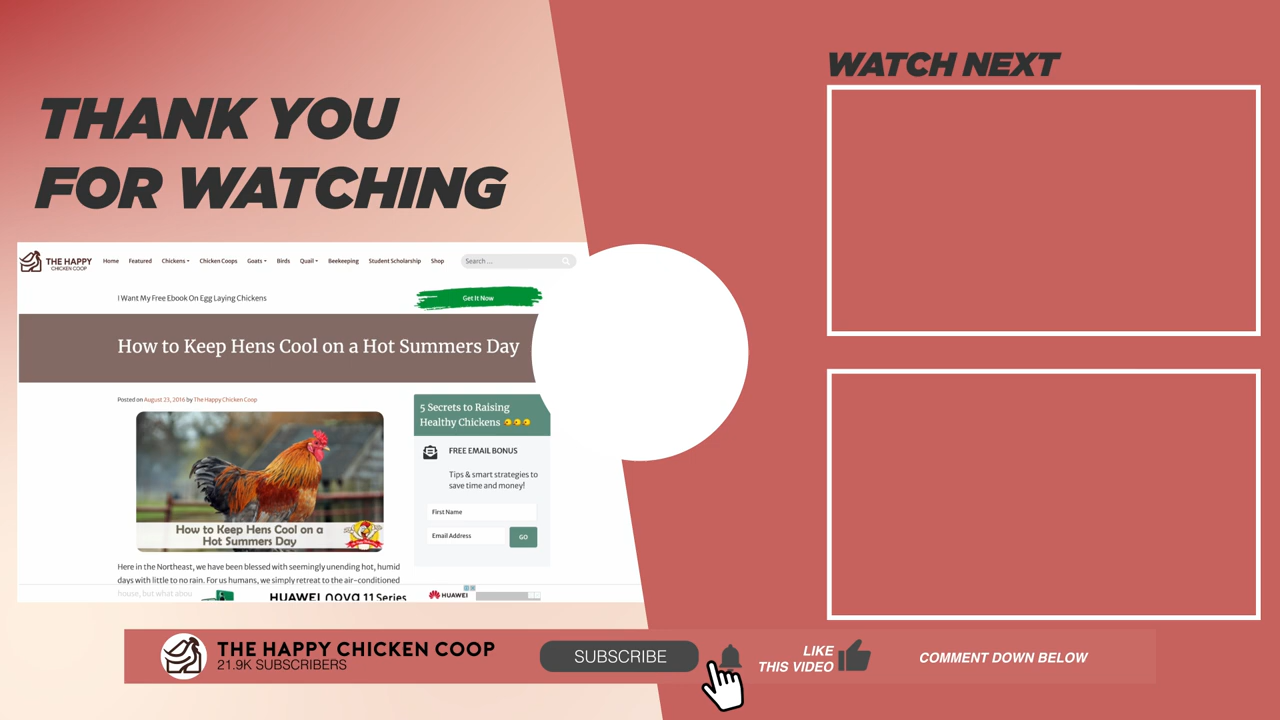 THANK YOU
FOR WATCHING
WATCH NEXT
THE HAPPY
CHICKEN COOP
Home Featured Chickens Chicken Coops Goats Birds Quail Beekeeping Student Scholarship Shop Search ...
I Want My Free Ebook On Egg Laying Chickens
Get It Now
How to Keep Hens Cool on a Hot Summers Day
Posted on August 23, 2016 by The Happy Chicken Coop
How to Keep Hens Cool on a
Hot Summers Day
Here in the Northeast, we have been blessed with seemingly unending hot, humid
days with little to no rain. For us humans, we simply retreat to the air-conditioned
house, but what abou
5 Secrets to Raising
Healthy Chickens
FREE EMAIL BONUS
Tips & smart strategies to
save time and money!
First Name
Email Address GO
HUAWEI nova 11 Series
HUAWEI
THE HAPPY CHICKEN COOP
21.9K SUBSCRIBERS
SUBSCRIBE
LIKE
THIS VIDEO
COMMENT DOWN BELOW